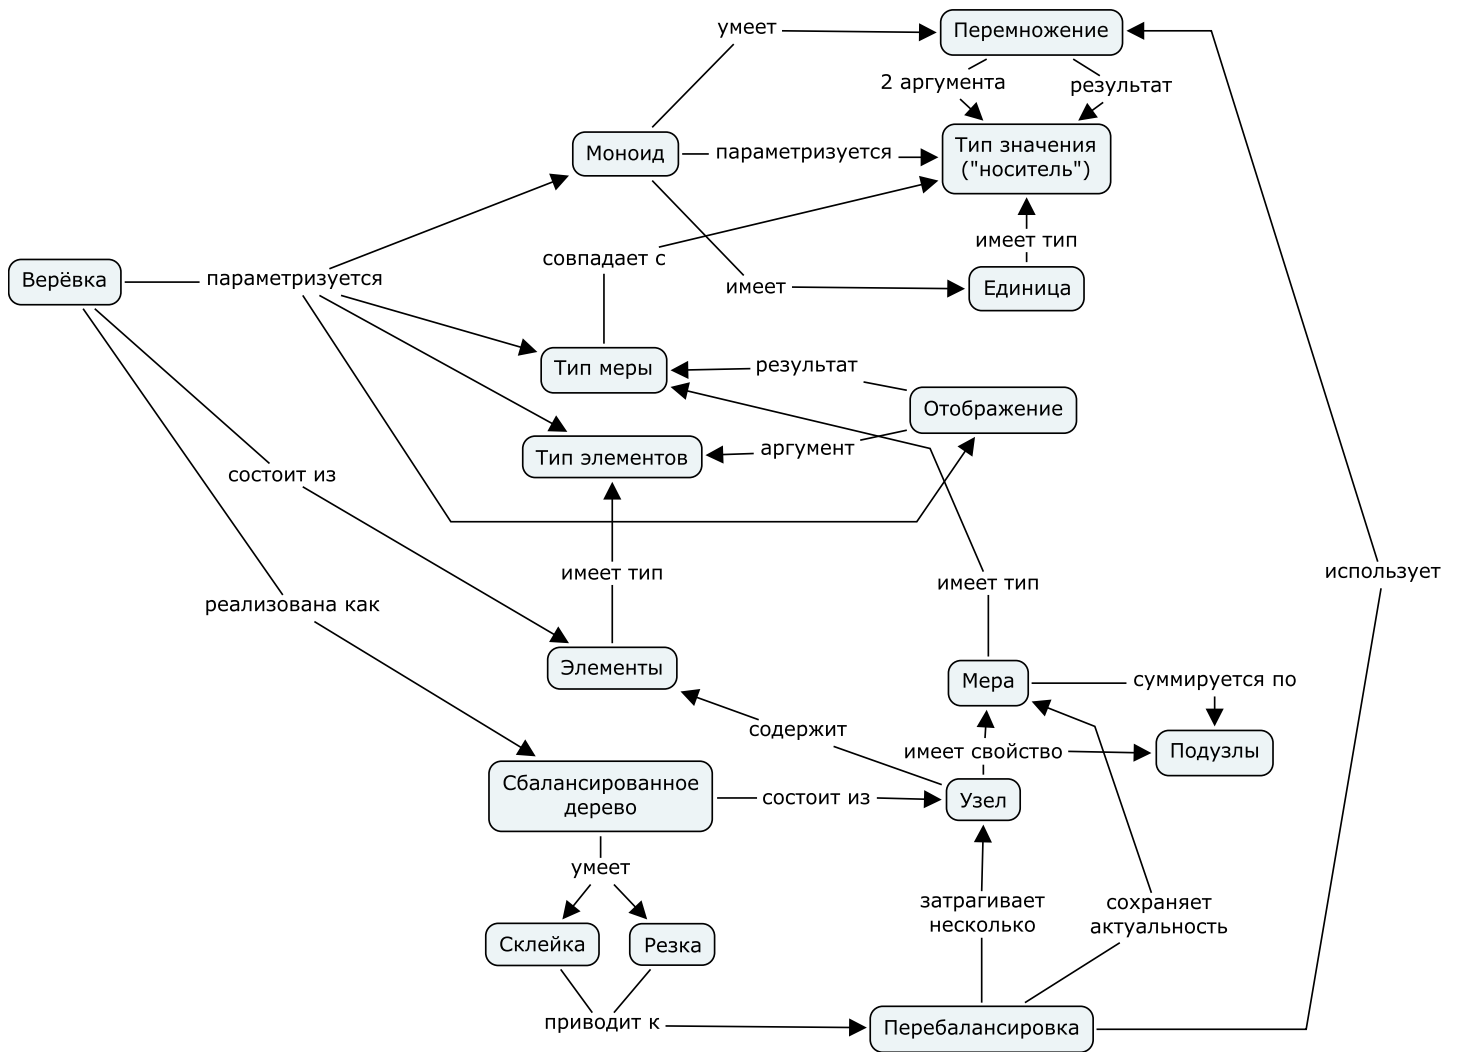 умеет
Перемножение
2 аргумента
результат
Моноид
параметризуется
Тип значения
("носитель")
имеет тип
совпадает с
Верёвка
параметризуется
имеет
Единица
Тип меры
результат
Отображение
аргумент
Тип элементов
состоит из
имеет тип
имеет тип
использует
реализована как
Элементы
Мера
суммируется по
содержит
имеет свойство
Подузлы
Сбалансированное
дерево
состоит из
Узел
умеет
затрагивает
несколько
сохраняет
актуальность
Склейка
Резка
приводит к
Перебалансировка